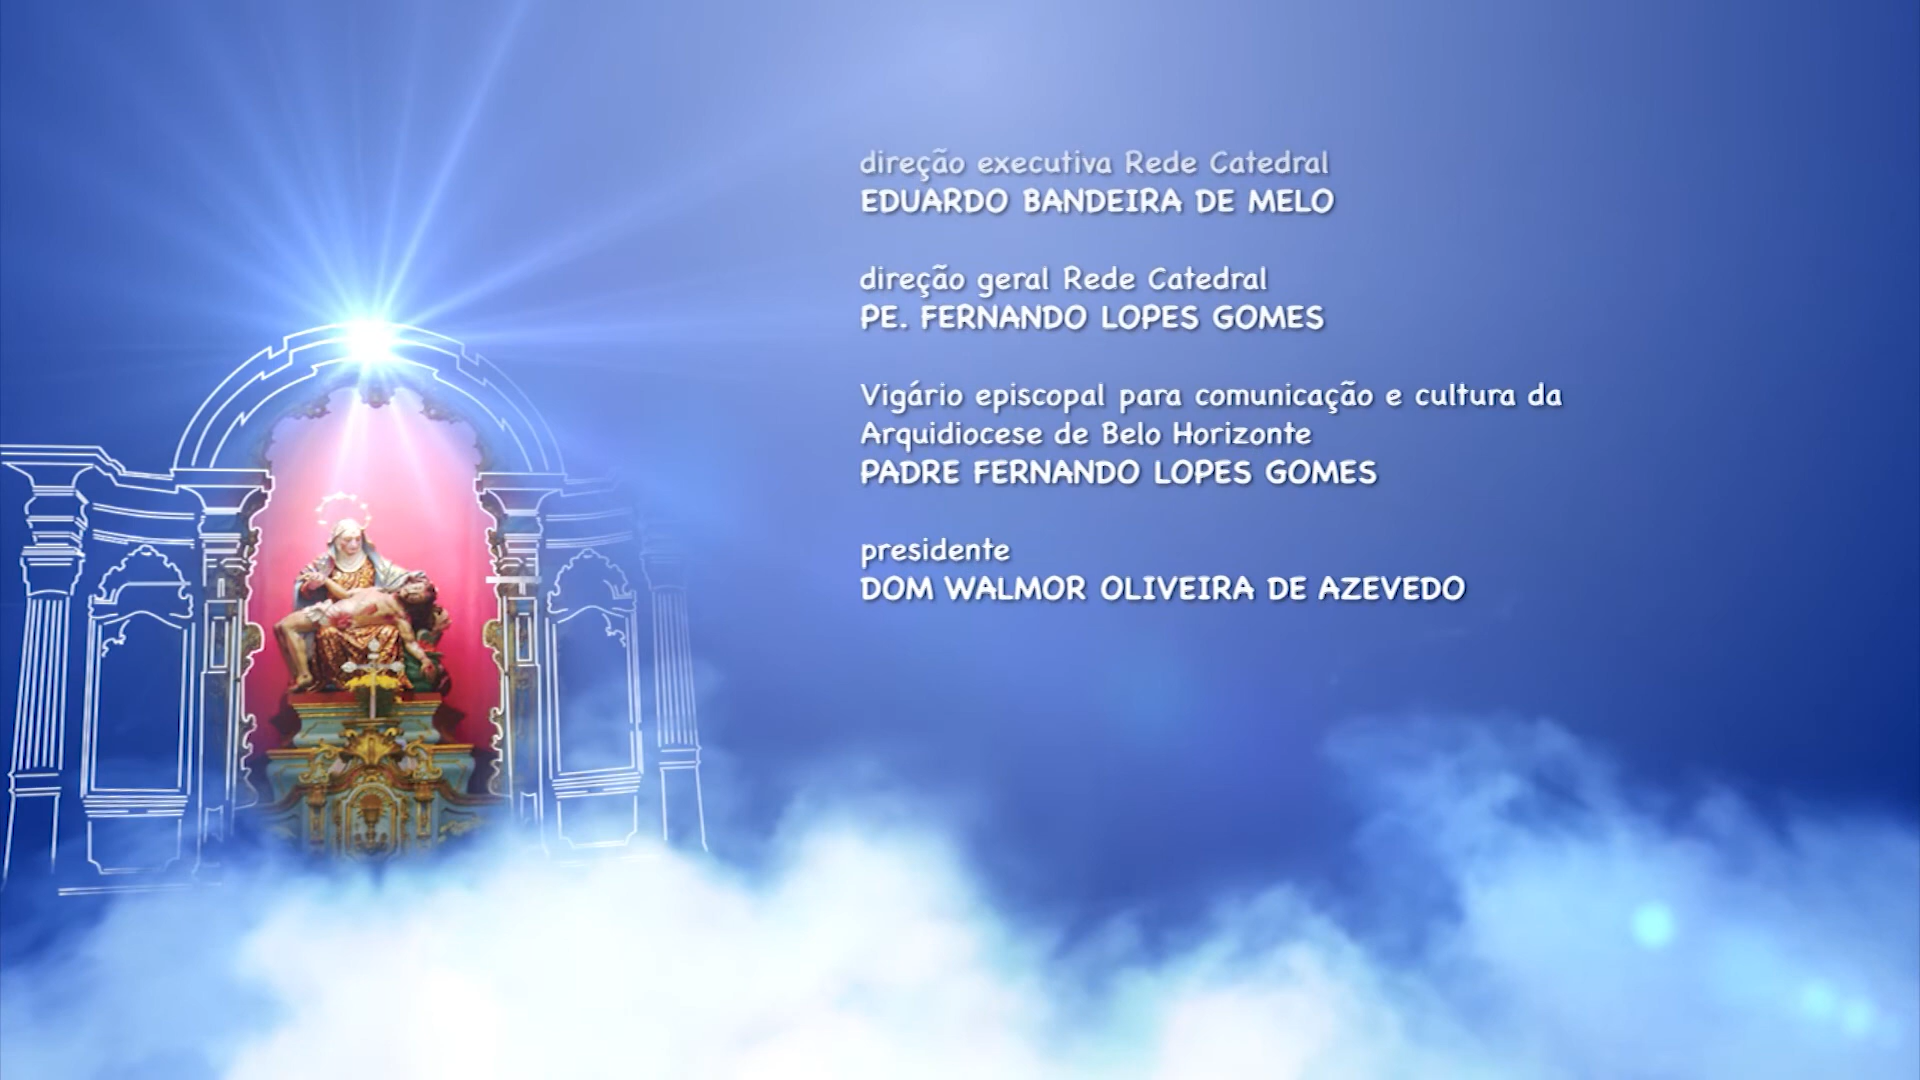 direção executiva Rede Catedral
EDUARDO BANDEIRA DE MELO
direção geral Rede Catedral
PE. FERNANDO LOPES GOMES
Vigário episcopal para comunicação e cultura da
Arquidiocese de Belo Horizonte
PADRE FERNANDO LOPES GOMES
presidente
DOM WALMOR OLIVEIRA DE AZEVEDO